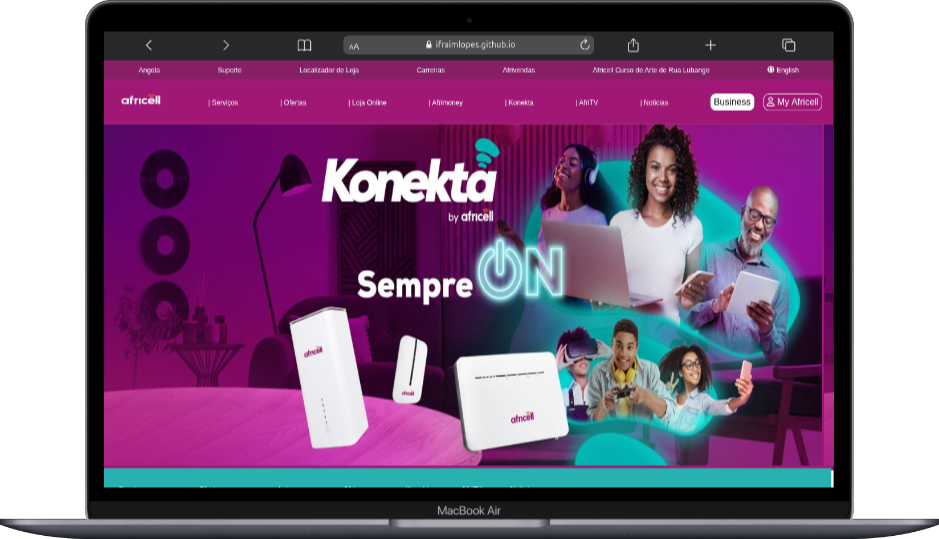 ifraimlopes.github.io
AA
Angola Suporte Localizador de Loja Carreiras Afrivendas Africell Curso de Arte de Rua Lubango English
africell | Serviços | Ofertas | Loja Online | Afrimoney | Konekta | AfriTV | Notícias Business My Africell
Konekta
by africell
Sempre ON
africell
africell
africell
MacBook Air